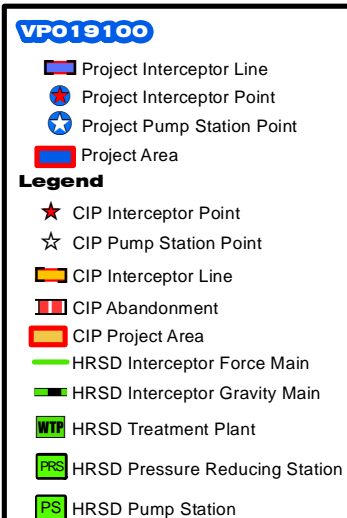 VP019100
Project Interceptor Line
Project Interceptor Point
Project Pump Station Point
Project Area
Legend
CIP Interceptor Point
CIP Pump Station Point
CIP Interceptor Line
CIP Abandonment
CIP Project Area
HRSD Interceptor Force Main
HRSD Interceptor Gravity Main
WTP HRSD Treatment Plant
PRS HRSD Pressure Reducing Station
PS HRSD Pump Station